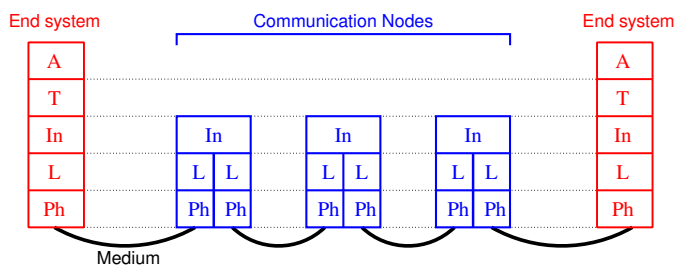 End system
Communication Nodes
End system
A
A
T
T
In
In
In
In
In
L
L L
L L
L L
L
Ph
Ph Ph
Ph Ph
Ph Ph
Ph
Medium